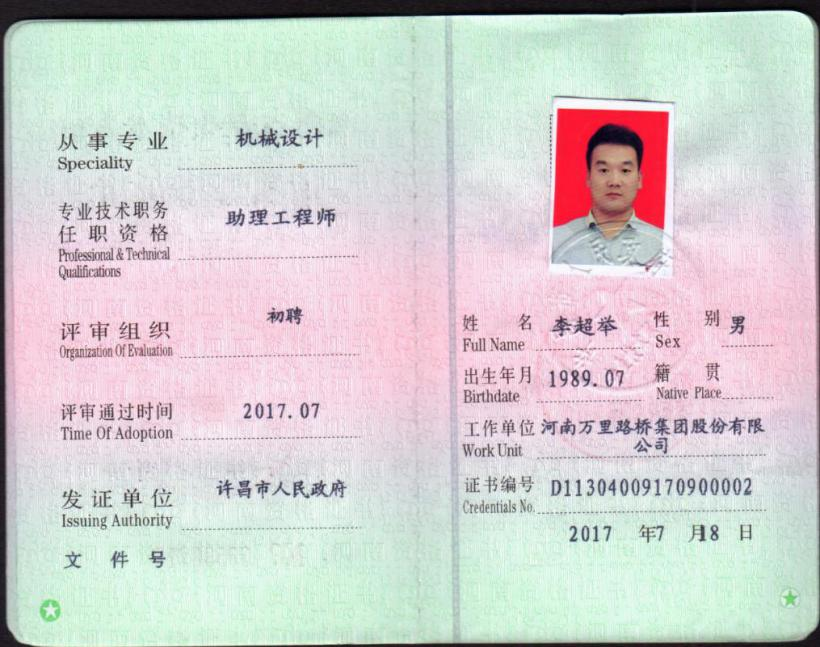 从事专业 机械设计
Speciality
专业技术职务 助理工程师
任职资格
Professional & Technical
Qualifications
评审组织 初聘
Organization Of Evaluation
评审通过时间 2017.07
Time Of Adoption
发证单位 许昌市人民政府
Issuing Authority
文件号
姓名 李超举 性别 男
Full Name Sex
出生年月 1989.07 籍贯
Birthdate Native Place
工作单位 河南万里路桥集团股份有限
Work Unit 公司
证书编号 D11304009170900002
Credentials No.
2017 年7 月18 日